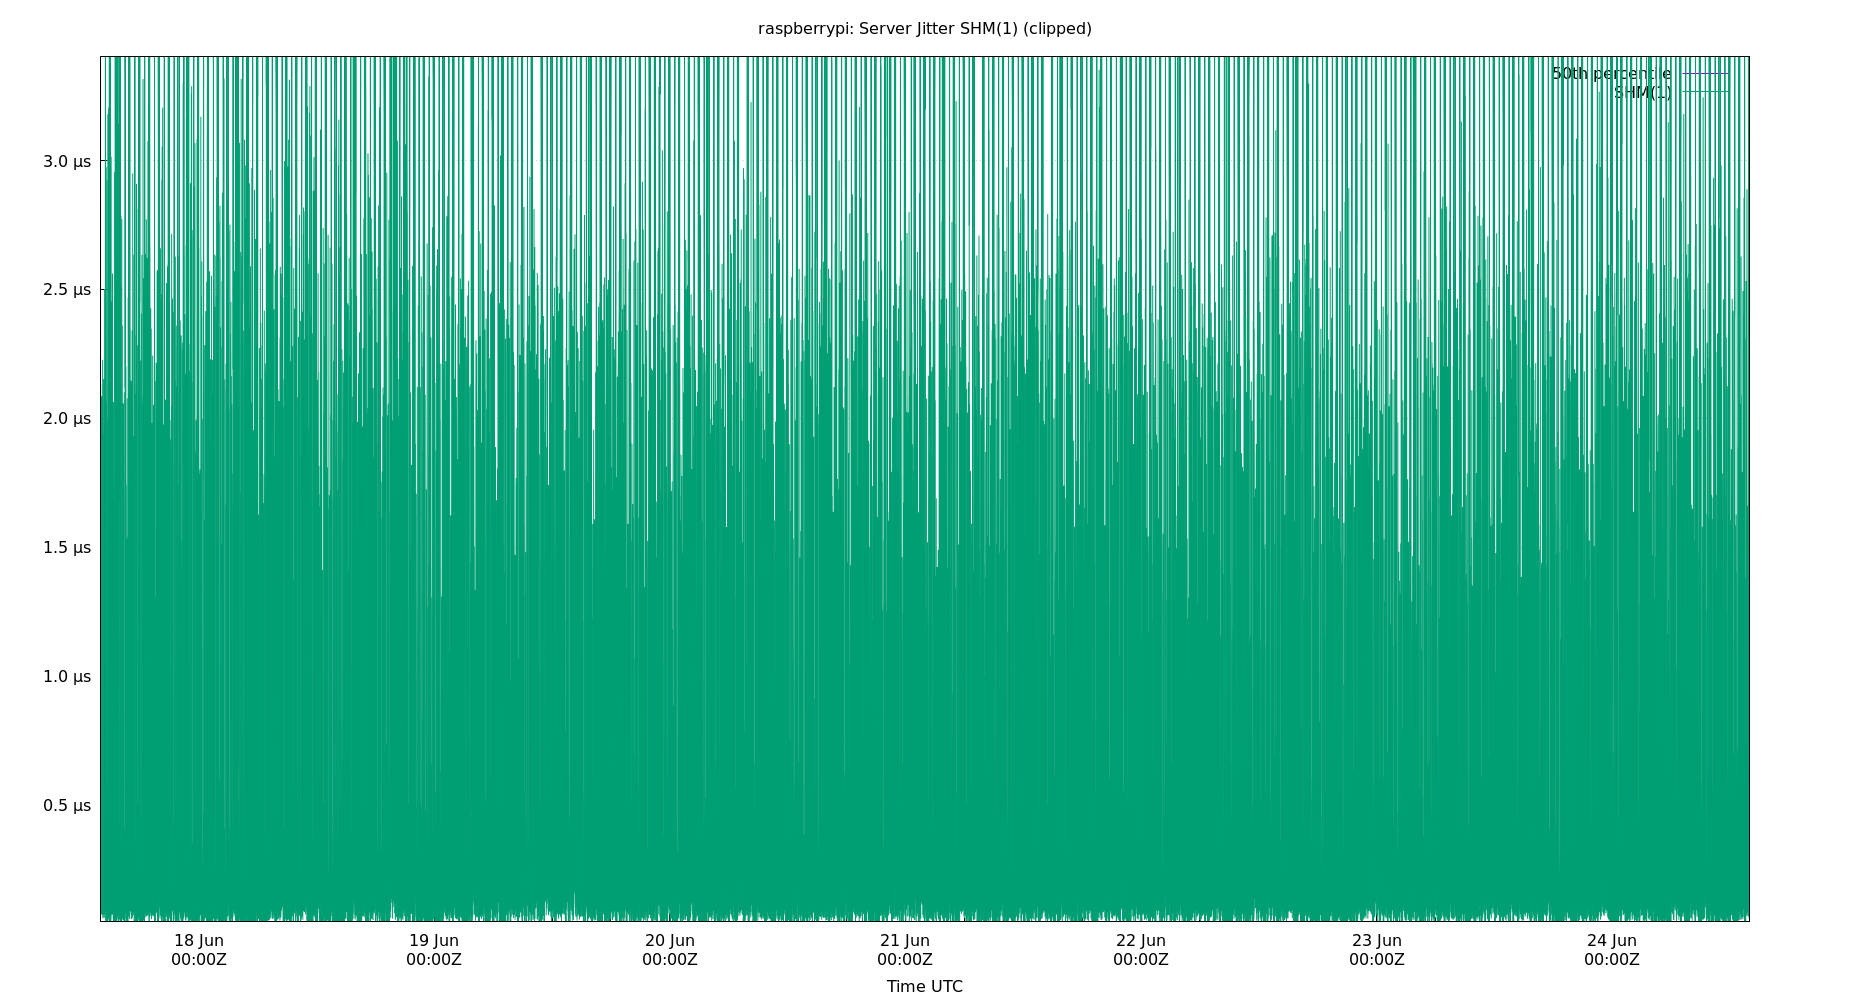 raspberrypi: Server Jitter SHM(1) (clipped)
50th percentile
SHM(1)
3.0 µs
2.5 µs
2.0 µs
1.5 µs
1.0 µs
0.5 µs
18 Jun 19 Jun 20 Jun 21 Jun 22 Jun 23 Jun 24 Jun
00:00Z 00:00Z 00:00Z 00:00Z 00:00Z 00:00Z 00:00Z
Time UTC